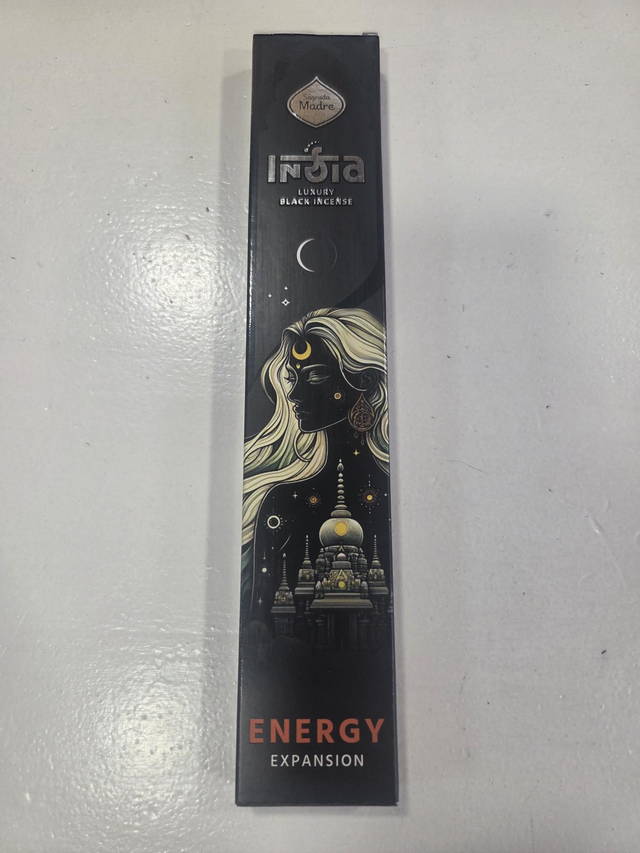 Sagrada
Madre
INdia
LUXURY
BLACK INCENSE
ENERGY
EXPANSION